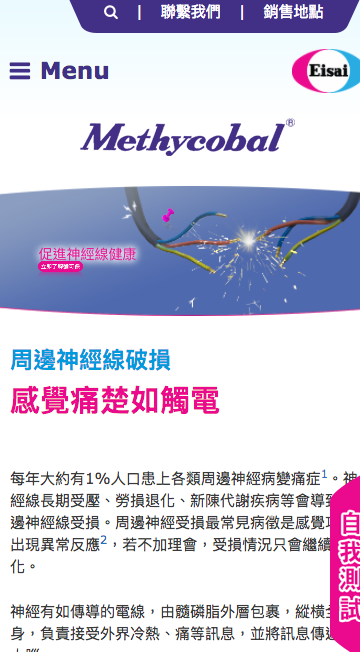 聯繫我們 | 銷售地點
Menu
Eisai
Methycobal®
促進神經線健康
周邊神經線破損
感覺痛楚如觸電
每年大約有1%人口患上各類周邊神經病變痛症1。神
經線長期受壓、勞損退化、新陳代謝疾病等會導
邊神經線受損。周邊神經受損最常見病徵是感覺
出現異常反應2，若不加理會，受損情況只會繼續
化。
神經有如傳導的電線，由髓磷脂外層包裹，縱橫
身，負責接受外界冷熱、痛等訊息，並將訊息傳
自我測試